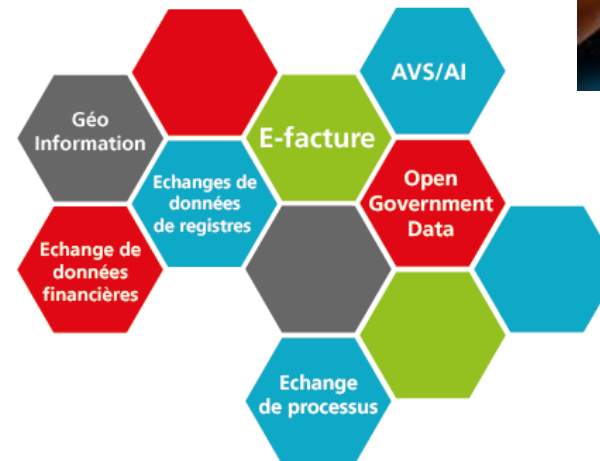 AVS/AI
Géo
Information
E-facture
Echanges de
données
de registres
Open
Government
Data
Echange de
données
financières
Echange
de processus